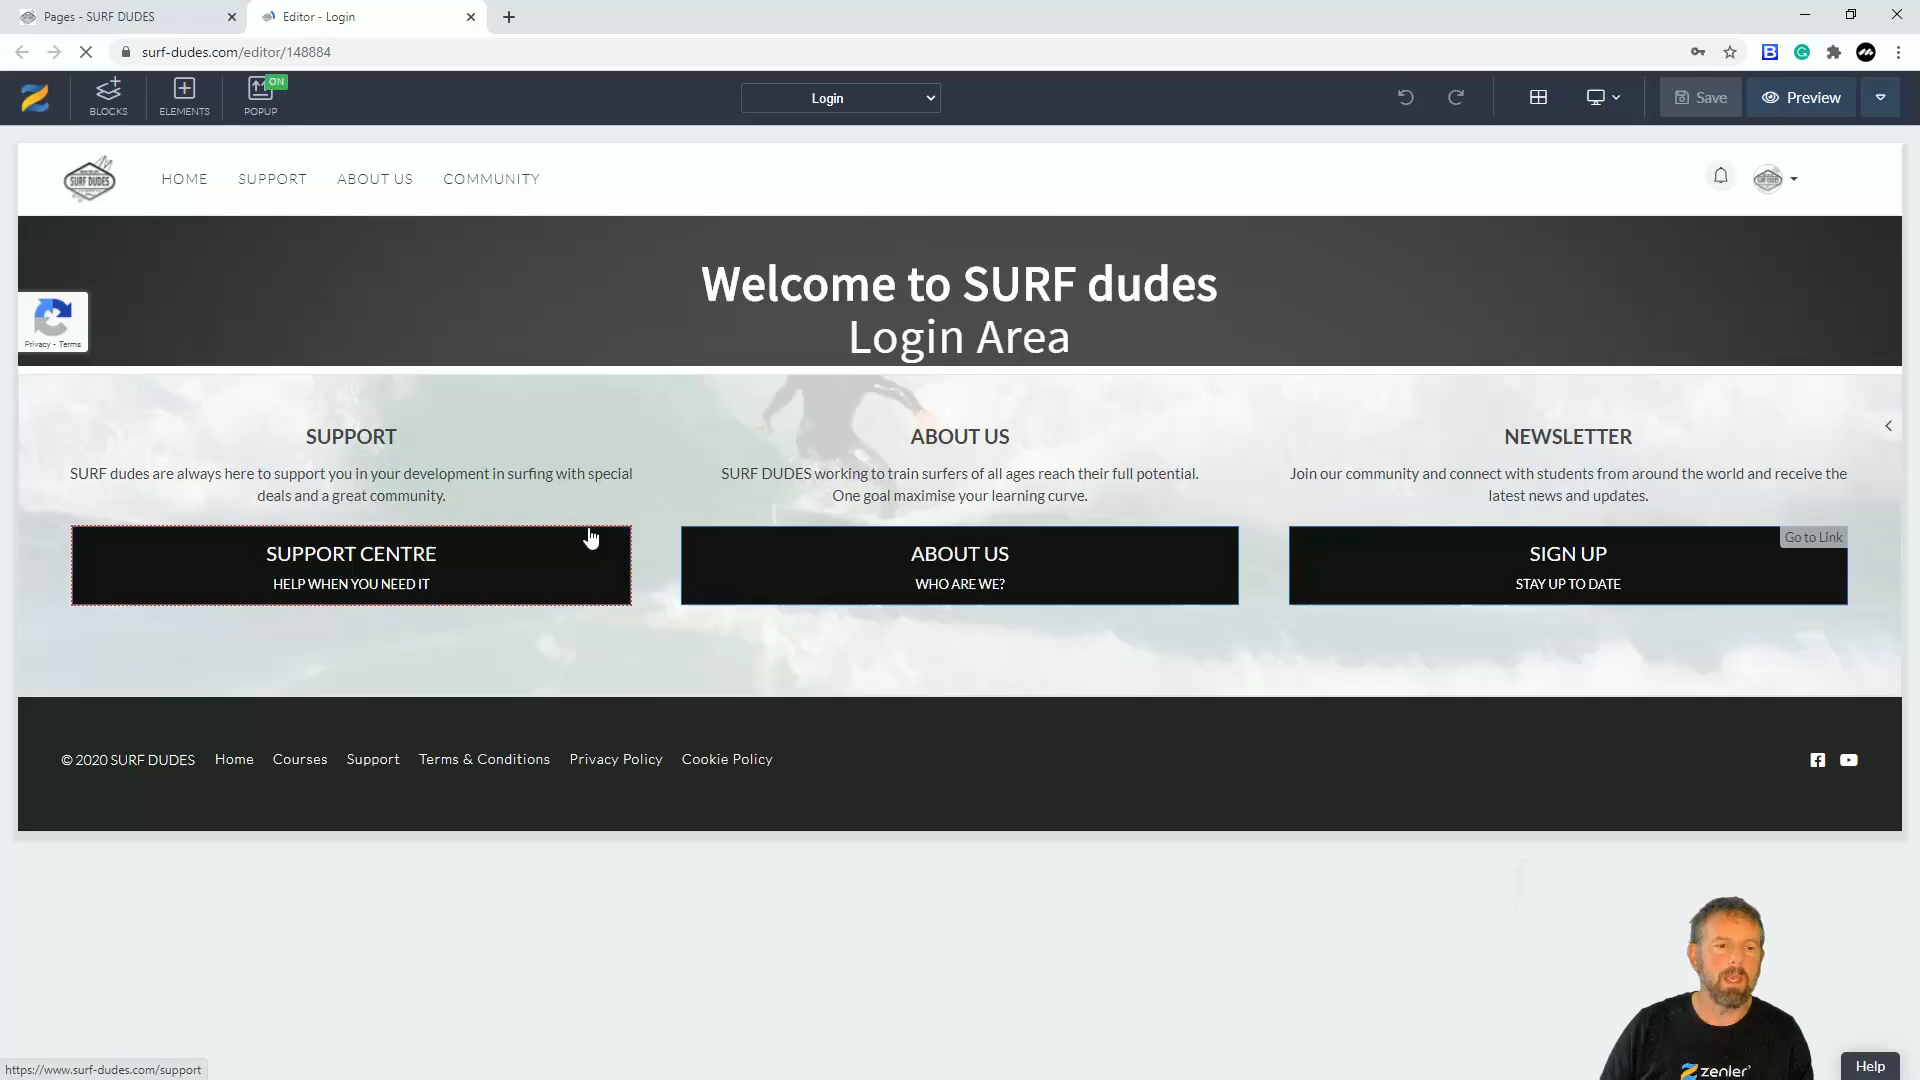 Pages - SURF DUDES
Editor - Login
surf-dudes.com/editor/148884
BLOCKS
ELEMENTS
ON
POPUP
Login
Save
Preview
SURF DUDES
HOME
SUPPORT
ABOUT US
COMMUNITY
Welcome to SURF dudes
Login Area
Privacy - Terms
SUPPORT
SURF dudes are always here to support you in your development in surfing with special
deals and a great community.
SUPPORT CENTRE
HELP WHEN YOU NEED IT
ABOUT US
SURF DUDES working to train surfers of all ages reach their full potential.
One goal maximise your learning curve.
ABOUT US
WHO ARE WE?
NEWSLETTER
Join our community and connect with students from around the world and receive the
latest news and updates.
Go to Link
SIGN UP
STAY UP TO DATE
© 2020 SURF DUDES
Home
Courses
Support
Terms & Conditions
Privacy Policy
Cookie Policy
zenler
Help
https://www.surf-dudes.com/support